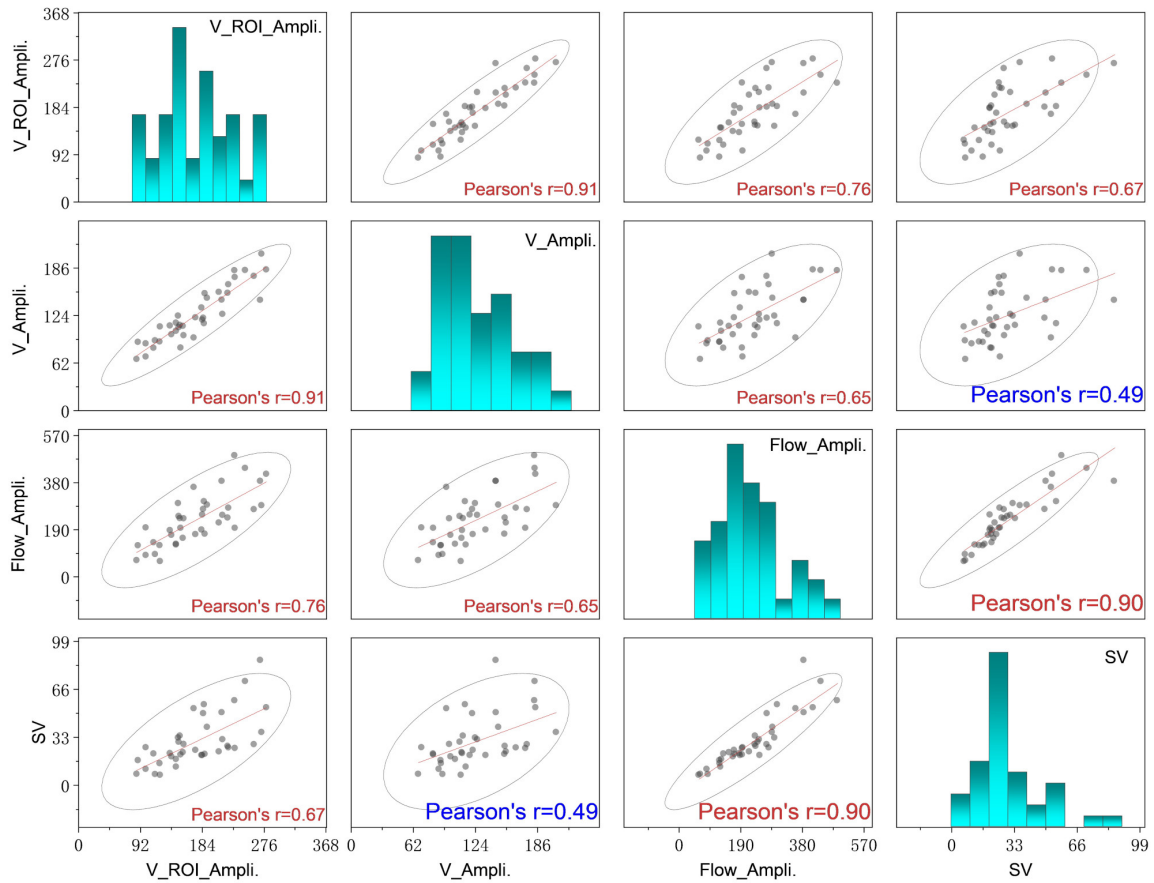 368
276
184
92
0
V_ROI_Ampli.
V_ROI_Ampli.
Pearson's r=0.91
Pearson's r=0.76
Pearson's r=0.67
186
124
62
0
V_Ampli.
Pearson's r=0.91
V_Ampli.
Pearson's r=0.65
Pearson's r=0.49
570
380
190
0
Flow_Ampli.
Pearson's r=0.76
Pearson's r=0.65
Flow_Ampli.
Pearson's r=0.90
99
66
33
0
SV
Pearson's r=0.67
Pearson's r=0.49
Pearson's r=0.90
SV
0 92 184 276 368
0 62 124 186
0 190 380 570
0 33 66 99
V_ROI_Ampli.
V_Ampli.
Flow_Ampli.
SV